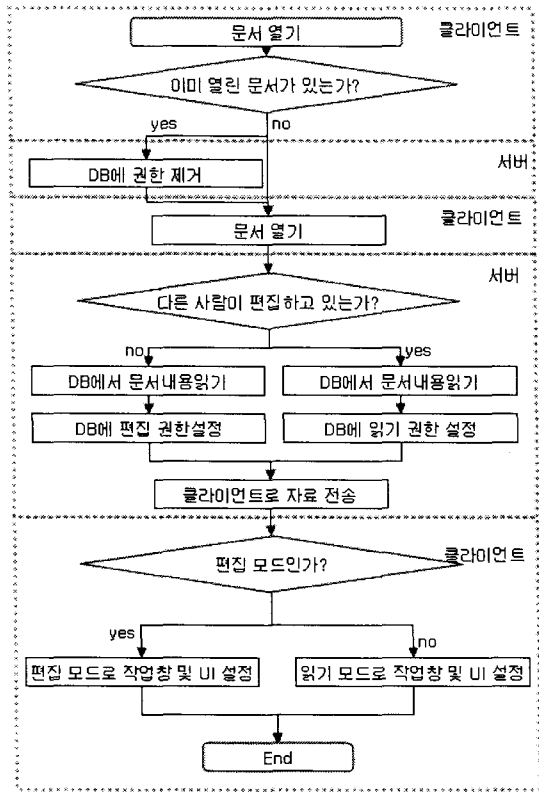 문서 열기
클라이언트
이미 열린 문서가 있는가?
yes
no
서버
DB에 권한 제거
클라이언트
문서 열기
서버
다른 사람이 편집하고 있는가?
no
yes
DB에서 문서내용읽기
DB에서 문서내용읽기
DB에 편집 권한설정
DB에 읽기 권한 설정
클라이언트로 자료 전송
클라이언트
편집 모드인가?
yes
no
편집 모드로 작업창 및 UI 설정
읽기 모드로 작업창 및 UI 설정
End